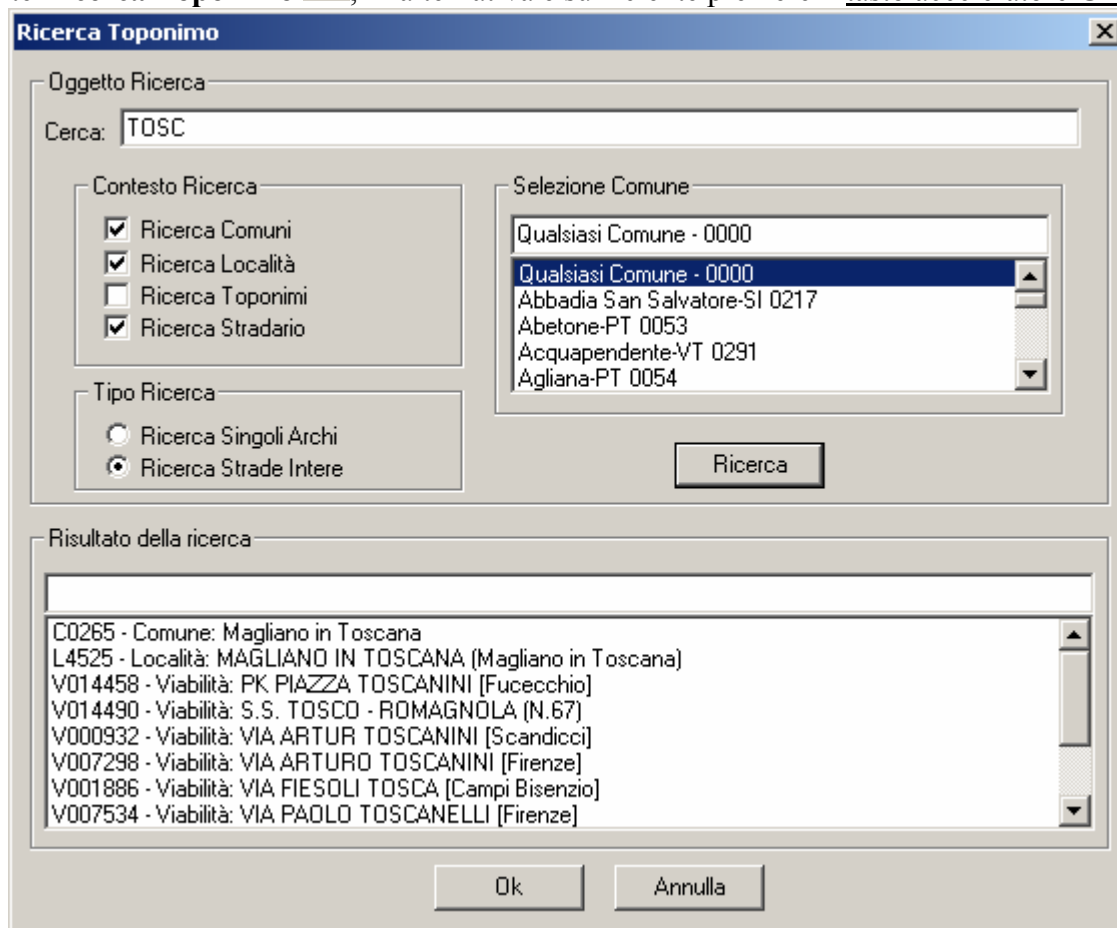 Ricerca Toponimo
Oggetto Ricerca
Cerca: TOSC
Contesto Ricerca
Ricerca Comuni
Ricerca Località
Ricerca Toponimi
Ricerca Stradario
Tipo Ricerca
Ricerca Singoli Archi
Ricerca Strade Intere
Selezione Comune
Qualsiasi Comune - 0000
Qualsiasi Comune - 0000
Abbadia San Salvatore-SI 0217
Abetone-PT 0053
Acquapendente-VT 0291
Agliana-PT 0054
Ricerca
Risultato della ricerca
C0265 - Comune: Magliano in Toscana
L4525 - Località: MAGLIANO IN TOSCANA (Magliano in Toscana)
V014458 - Viabilità: PK PIAZZA TOSCANINI [Fucecchio]
V014490 - Viabilità: S.S. TOSCO - ROMAGNOLA (N.67)
V000932 - Viabilità: VIA ARTUR TOSCANINI [Scandicci]
V007298 - Viabilità: VIA ARTURO TOSCANINI [Firenze]
V001886 - Viabilità: VIA FIESOLI TOSCA [Campi Bisenzio]
V007534 - Viabilità: VIA PAOLO TOSCANELLI [Firenze]
Ok
Annulla